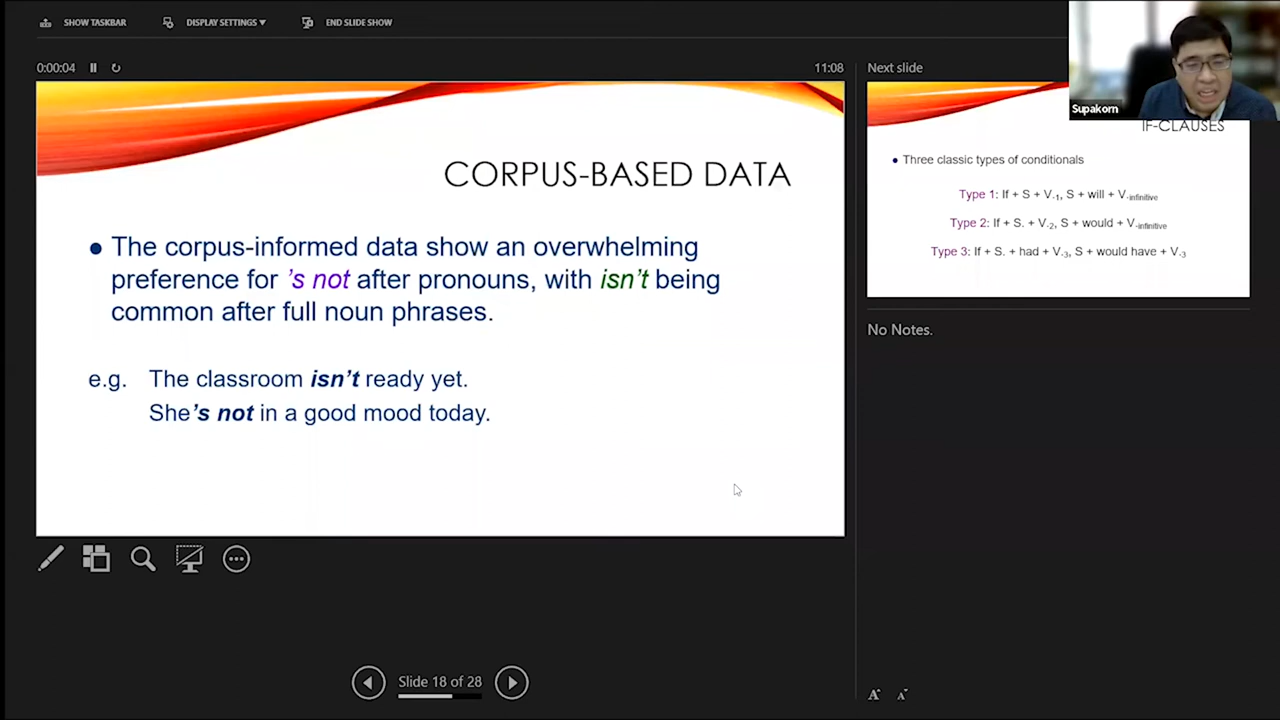 SHOW TASKBAR
DISPLAY SETTINGS ▼
END SLIDE SHOW
0:00:04
11:08
CORPUS-BASED DATA
• The corpus-informed data show an overwhelming
preference for ’s not after pronouns, with isn’t being
common after full noun phrases.
e.g. The classroom isn’t ready yet.
She’s not in a good mood today.
Slide 18 of 28
Next slide
Supakorn
IF-CLAUSES
• Three classic types of conditionals
Type 1: If + S + V.1, S + will + V.infinitive
Type 2: If + S. + V.2, S + would + V.infinitive
Type 3: If + S. + had + V.3, S + would have + V.3
No Notes.
A A